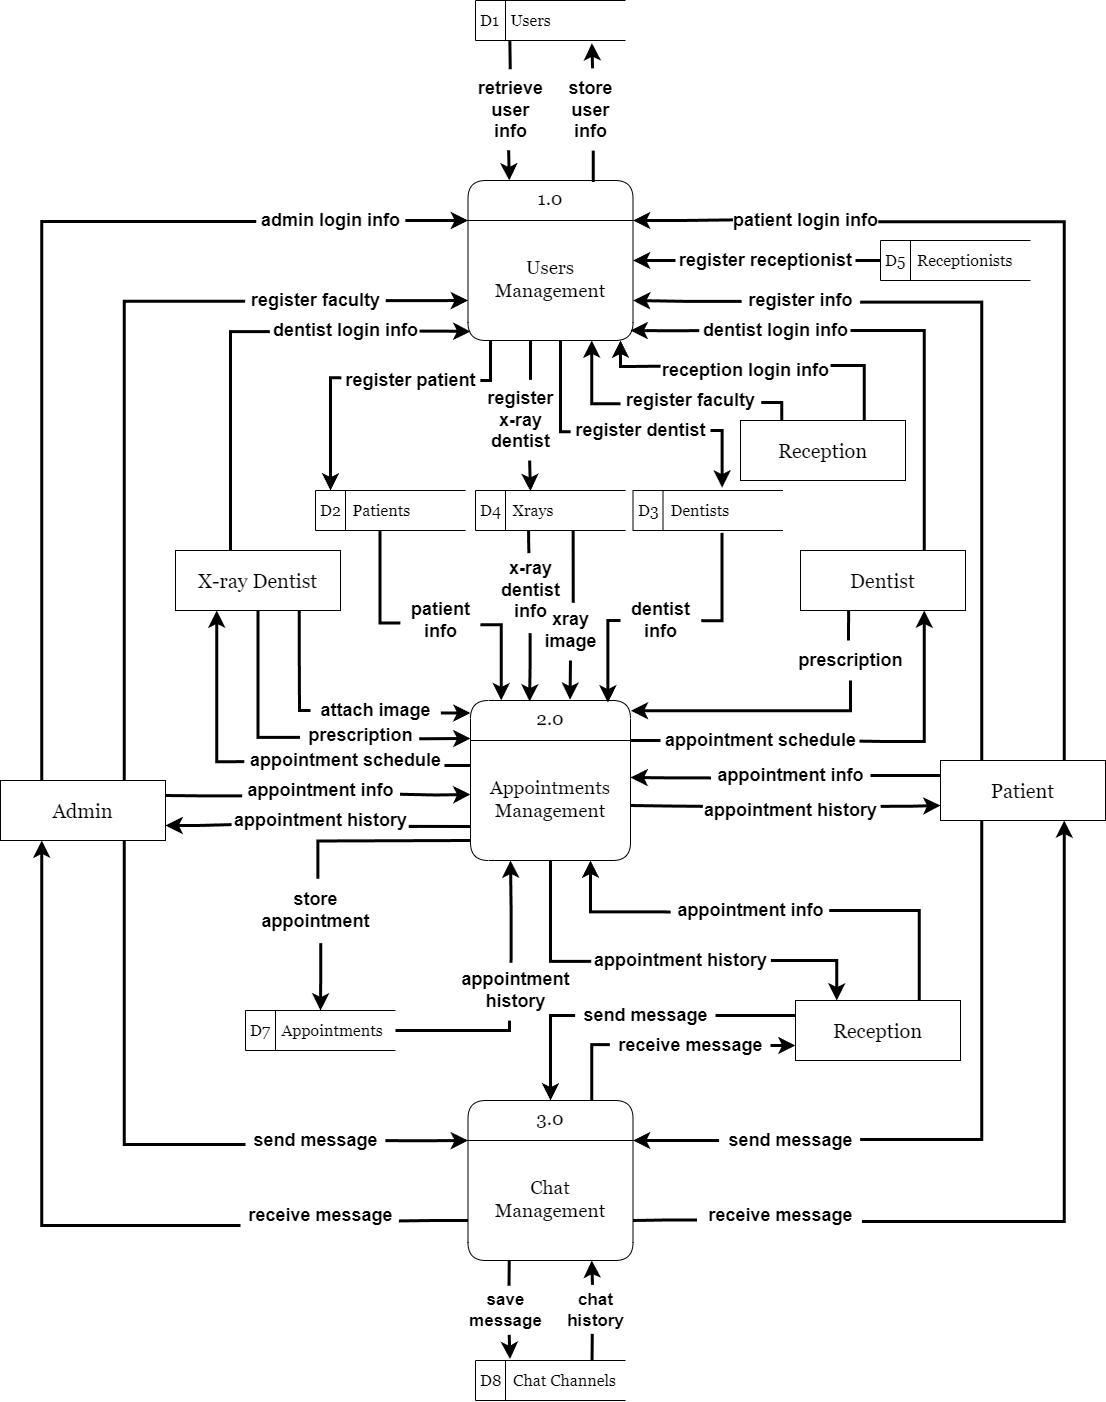 D1 Users
retrieve
user
info
store
user
info
1.0
admin login info
patient login info
register receptionist
D5 Receptionists
Users
Management
register faculty
register info
dentist login info
dentist login info
reception login info
register patient
register
x-ray
dentist
register faculty
register dentist
Reception
D2 Patients
D4 Xrays
D3 Dentists
X-ray Dentist
x-ray
dentist
info
Dentist
patient
info
xray
image
dentist
info
prescription
attach image
2.0
prescription
appointment schedule
appointment schedule
appointment info
appointment info
appointment history
appointment history
Appointments
Management
Admin
Patient
store
appointment
appointment info
appointment history
appointment
history
D7 Appointments
send message
receive message
Reception
3.0
send message
send message
Chat
Management
receive message
receive message
save
message
chat
history
D8 Chat Channels